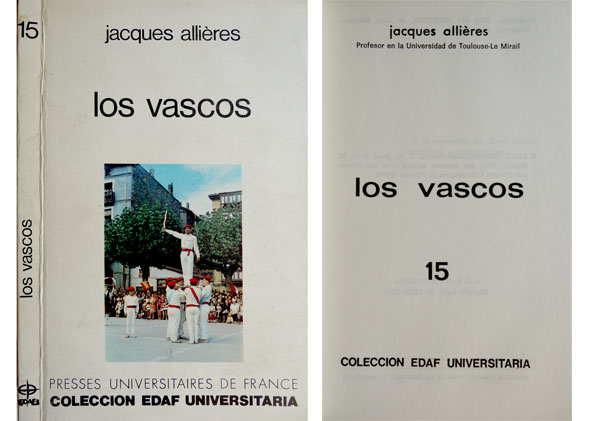 15
los vascos
EDAF
jacques allières
los vascos
PRESSES UNIVERSITAIRES DE FRANCE
COLECCION EDAF UNIVERSITARIA
jacques allières
Profesor en la Universidad de Toulouse-Le Mirail
los vascos
15
COLECCION EDAF UNIVERSITARIA